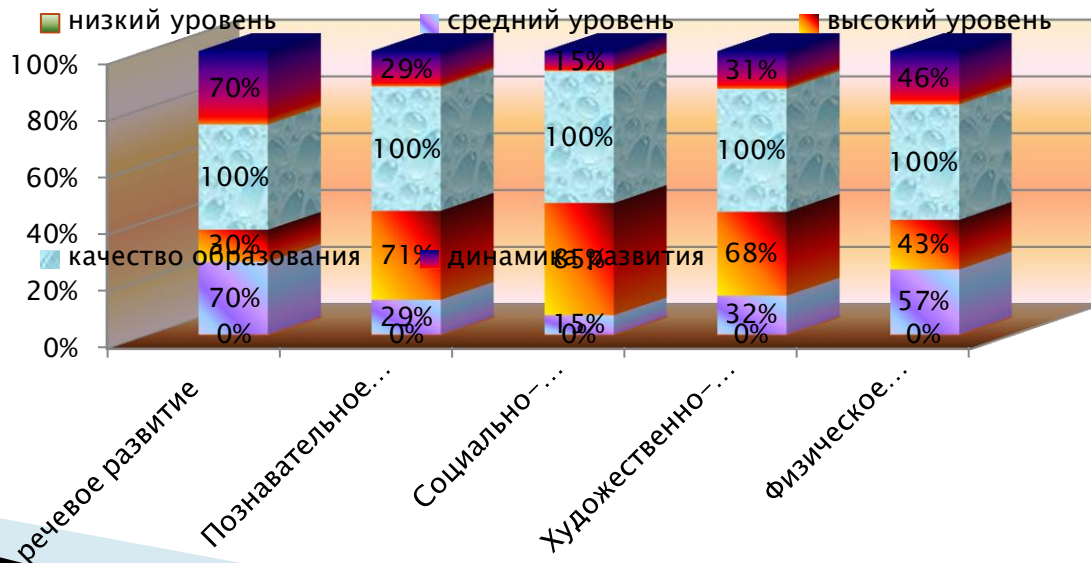 низкий уровень средний уровень высокий уровень
100% 70% 29% 15% 31% 46%
80%
100% 100% 100% 100% 100%
60%
40%
30% 71% 85% 68% 43%
качество образования динамика развития
20%
70% 29% 15% 32% 57%
0% 0% 0% 0% 0% 0%
речевое развитие
Познавательное...
Социально-...
Художественно-...
Физическое...